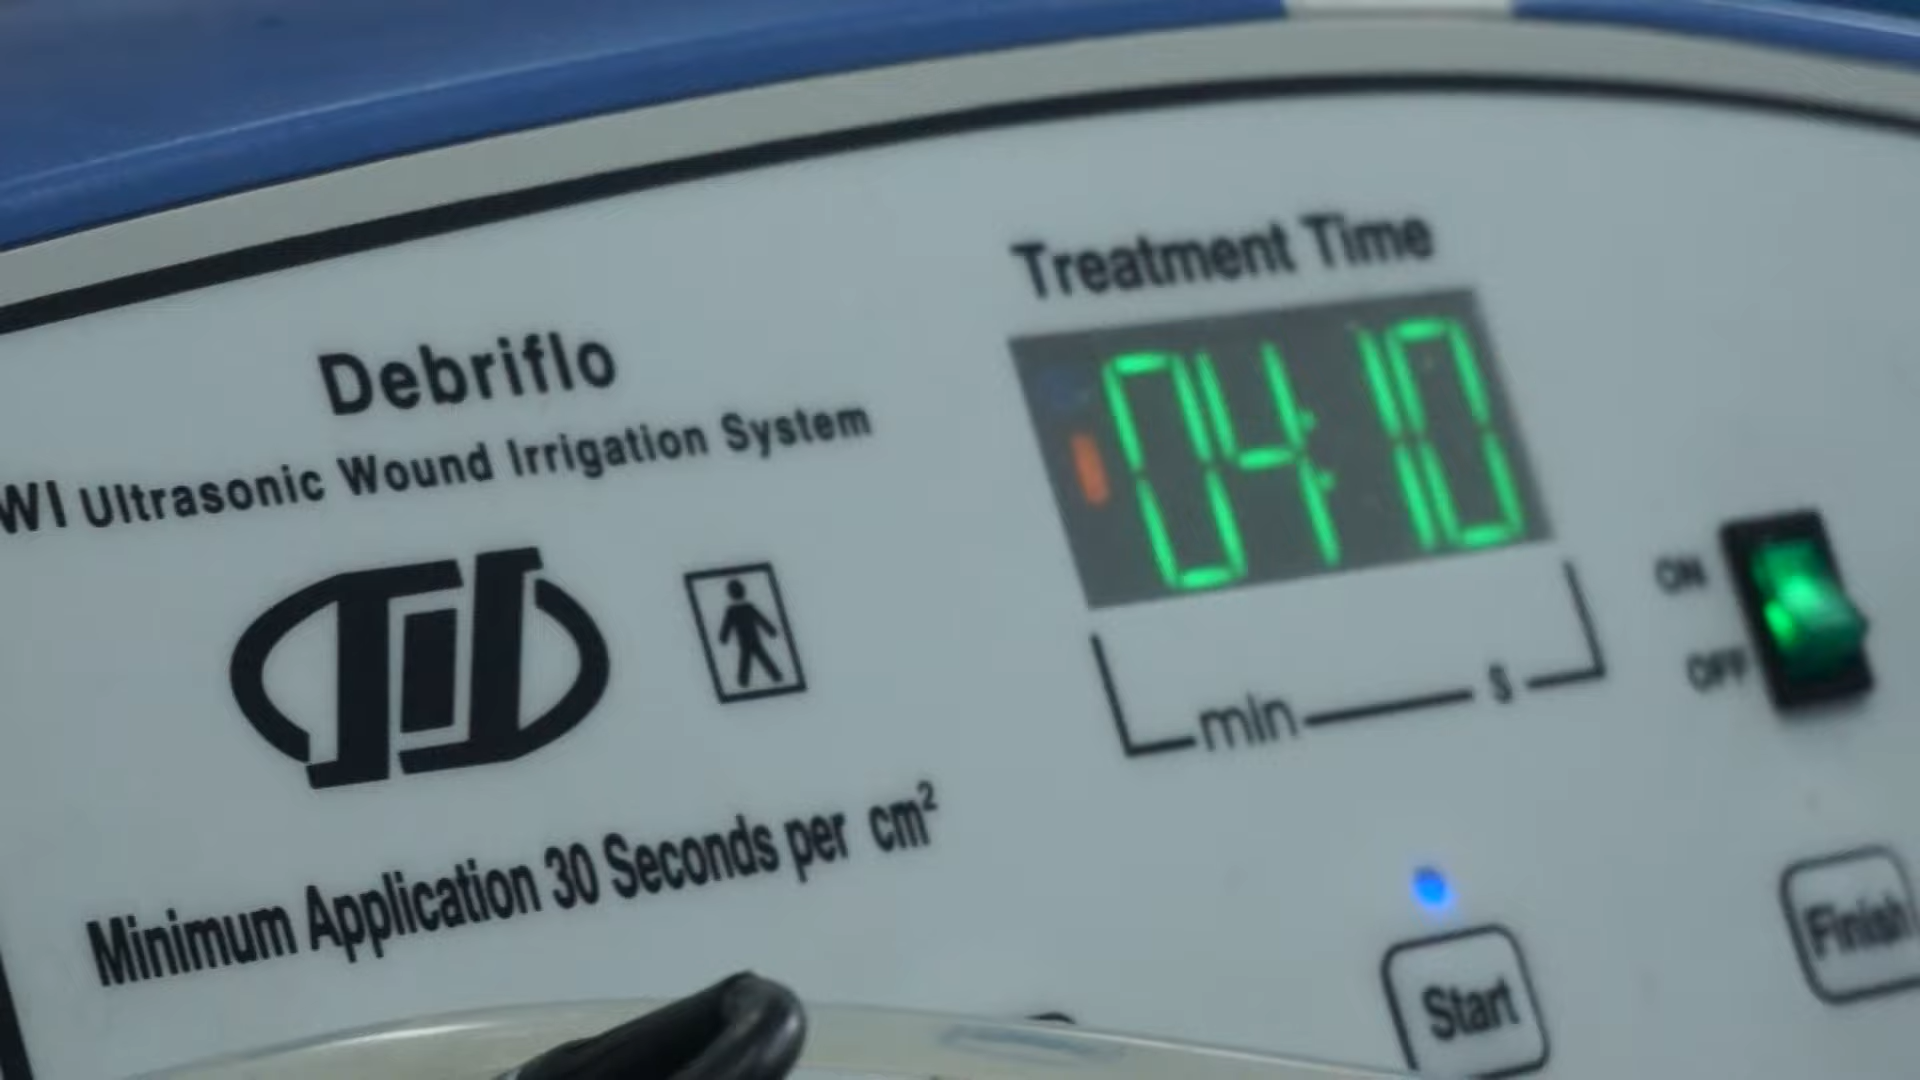 Treatment Time
Debriflo
WI Ultrasonic Wound Irrigation System
04:10
ON
OFF
min
s
Minimum Application 30 Seconds per cm²
Finish
Start